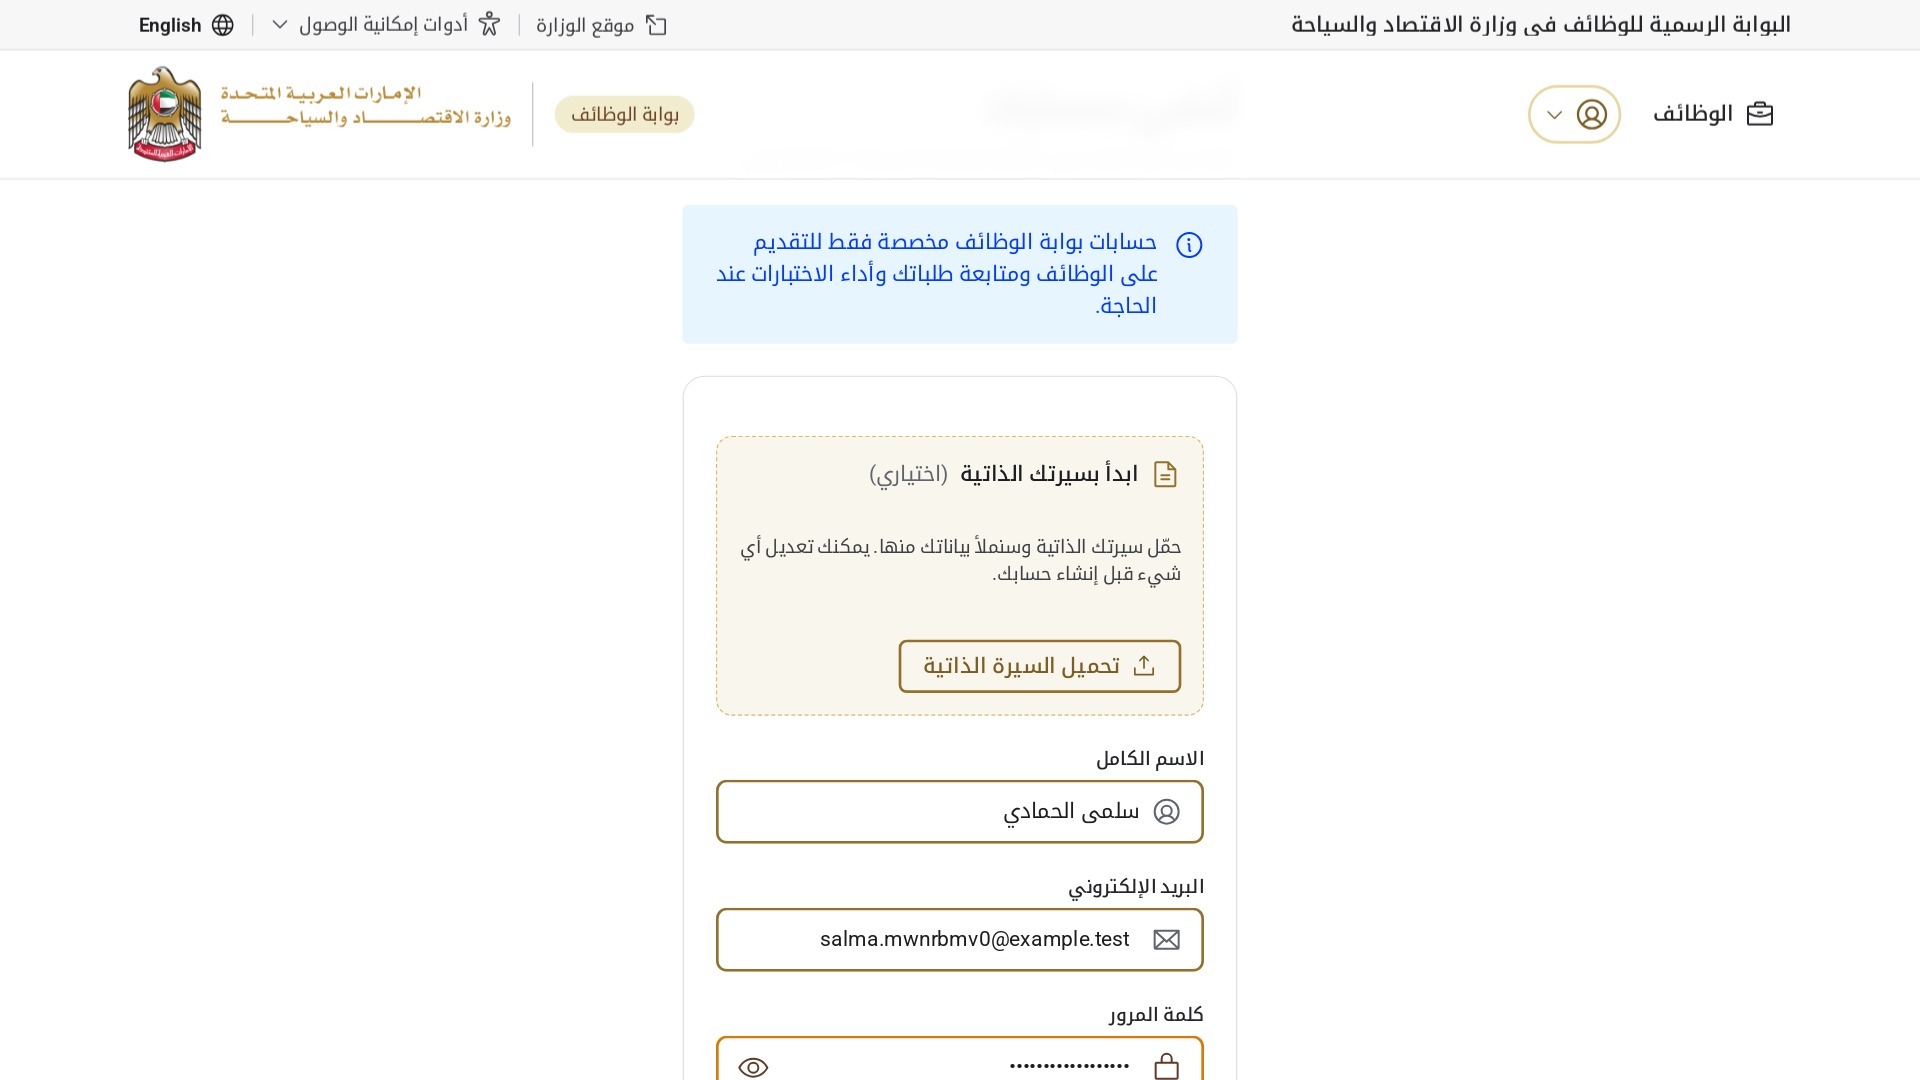 البوابة الرسمية للوظائف في وزارة الاقتصاد والسياحة
موقع الوزارة
أدوات إمكانية الوصول
English
الوظائف
بوابة الوظائف
الإمارات العربية المتحدة
وزارة الاقتصاد والسياحة
حسابات بوابة الوظائف مخصصة فقط للتقديم
على الوظائف ومتابعة طلباتك وأداء الاختبارات عند
الحاجة.
ابدأ بسيرتك الذاتية (اختياري)
حمّل سيرتك الذاتية وسنملأ بياناتك منها. يمكنك تعديل أي
شيء قبل إنشاء حسابك.
تحميل السيرة الذاتية
الاسم الكامل
سلمى الحمادي
البريد الإلكتروني
salma.mwnrbmv0@example.test
كلمة المرور